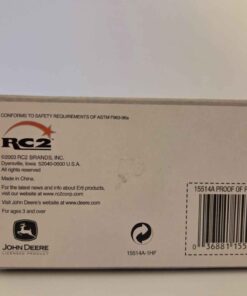 CONFORMS TO SAFETY REQUIREMENTS OF ASTM F963-96a
RC2
©2003 RC2 BRANDS, INC.
Dyersville, Iowa 52040-0500 U.S.A.
All rights reserved
Made in China.
For the latest news and info about Ertl products,
visit us at: www.rc2corp.com
Visit John Deere's website at www.deere.com
For ages 3 and over
JOHN DEERE
LICENSED PRODUCT
15514A-1HF
15514A PROOF OF P
0 36881 155